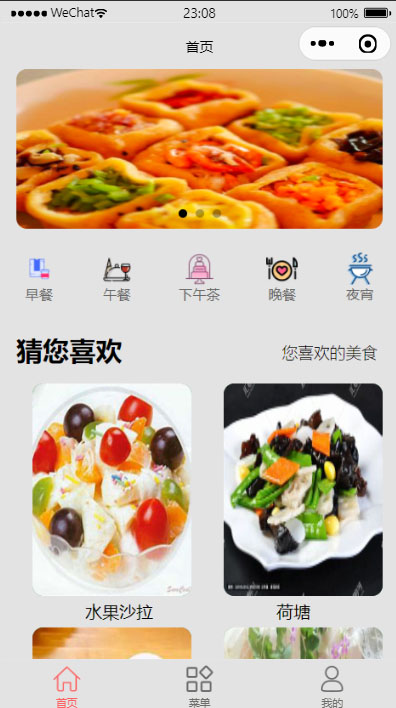 WeChat 23:08 100%
首页
早餐 午餐 下午茶 晚餐 夜宵
猜您喜欢 您喜欢的美食
水果沙拉 荷塘
首页 菜单 我的